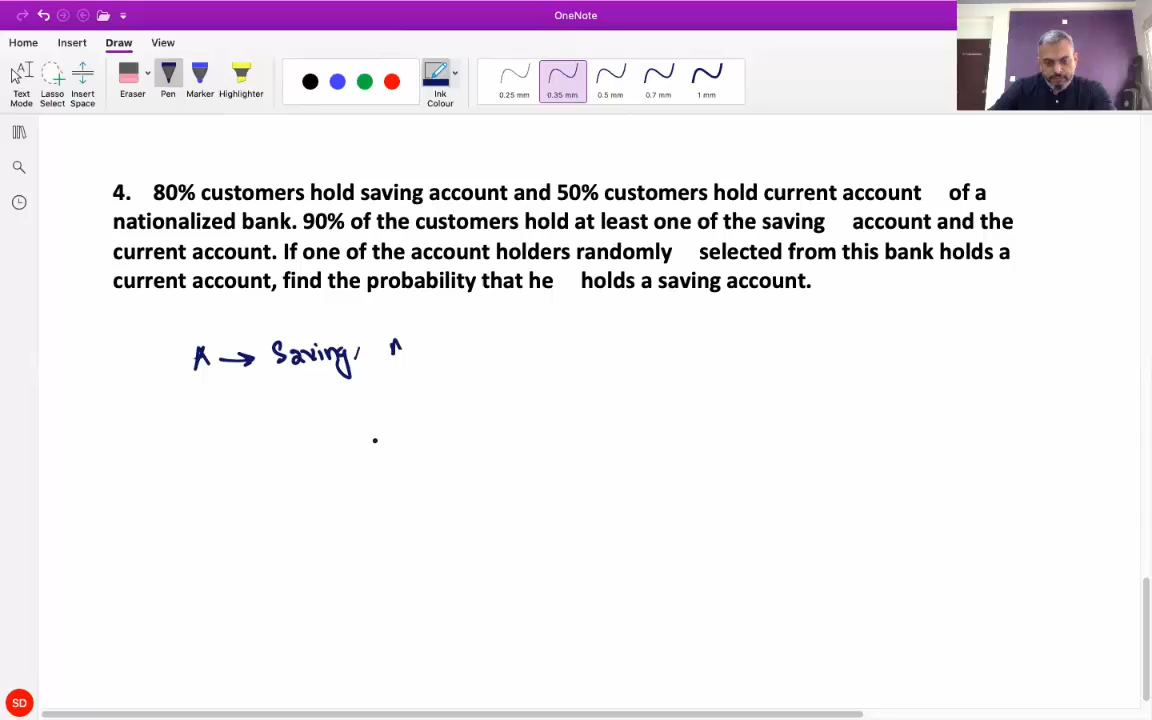 OneNote
Home Insert Draw View
Text Mode Lasso Select Insert Space Eraser Pen Marker Highlighter Ink Colour 0.25 mm 0.35 mm 0.5 mm 0.7 mm 1 mm
4. 80% customers hold saving account and 50% customers hold current account of a
nationalized bank. 90% of the customers hold at least one of the saving account and the
current account. If one of the account holders randomly selected from this bank holds a
current account, find the probability that he holds a saving account.
A → Saving,
SD